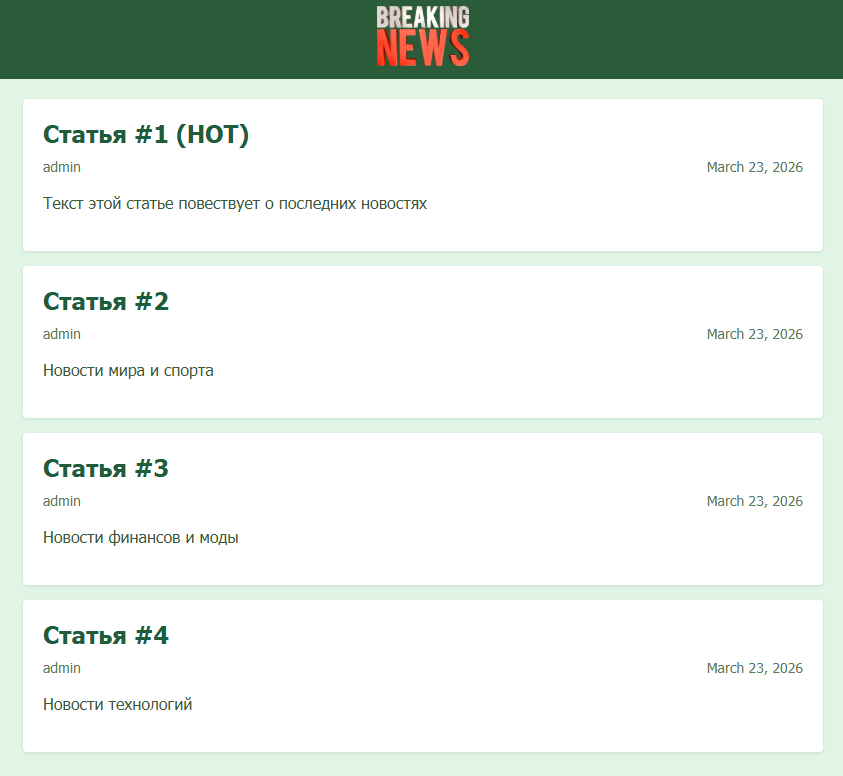 BREAKING
NEWS
Статья #1 (HOT)
admin March 23, 2026
Текст этой статье повествует о последних новостях
Статья #2
admin March 23, 2026
Новости мира и спорта
Статья #3
admin March 23, 2026
Новости финансов и моды
Статья #4
admin March 23, 2026
Новости технологий